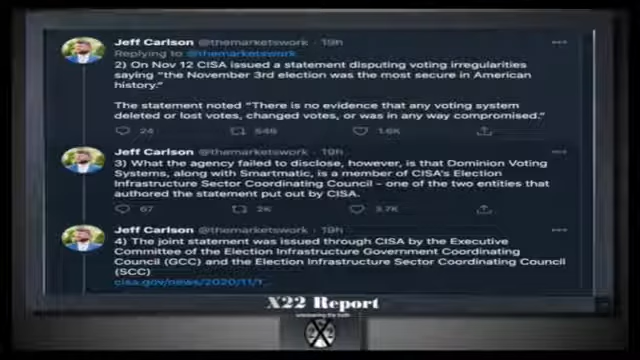 Jeff Carlson @themarketswork · 19h
Replying to @themarketswork
2) On Nov 12 CISA issued a statement disputing voting irregularities
saying "the November 3rd election was the most secure in American
history."
The statement noted "There is no evidence that any voting system
deleted or lost votes, changed votes, or was in any way compromised."
24 546 1.6K
Jeff Carlson @themarketswork · 19h
3) What the agency failed to disclose, however, is that Dominion Voting
Systems, along with Smartmatic, is a member of CISA's Election
Infrastructure Sector Coordinating Council – one of the two entities that
authored the statement put out by CISA.
67 2K 3.7K
Jeff Carlson @themarketswork · 19h
4) The joint statement was issued through CISA by the Executive
Committee of the Election Infrastructure Government Coordinating
Council (GCC) and the Election Infrastructure Sector Coordinating Council
(SCC)
cisa.gov/news/2020/11/1...
X22 Report
uncovering the truth
X22